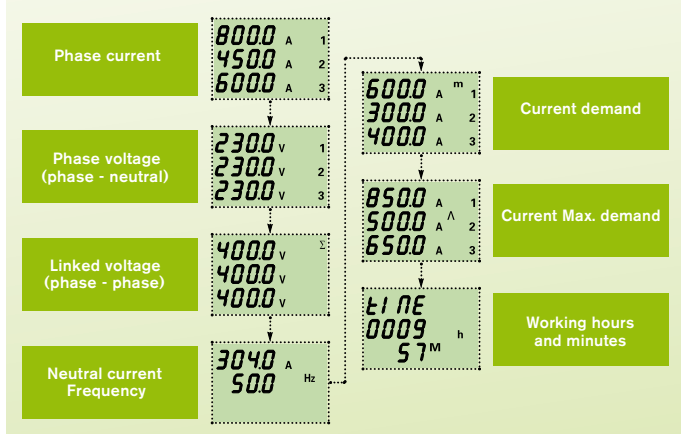 Phase current
800.0 A 1
450.0 A 2
600.0 A 3
Phase voltage
(phase - neutral)
230.0 V 1
230.0 V 2
230.0 V 3
Linked voltage
(phase - phase)
400.0 V Σ
400.0 V
400.0 V
Neutral current
Frequency
304.0 A
50.0 Hz
600.0 A m 1
300.0 A 2
400.0 A 3
Current demand
850.0 A 1
500.0 A Λ 2
650.0 A 3
Current Max. demand
tIME
0009 h
57 M
Working hours
and minutes